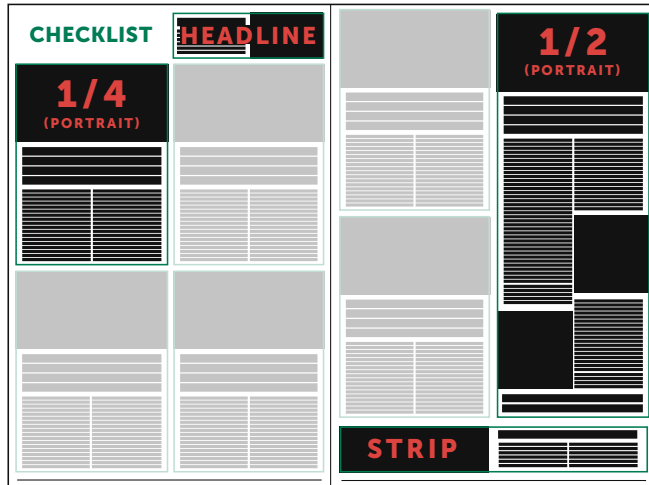 CHECKLIST
HEADLINE
1/4
(PORTRAIT)
1/2
(PORTRAIT)
STRIP